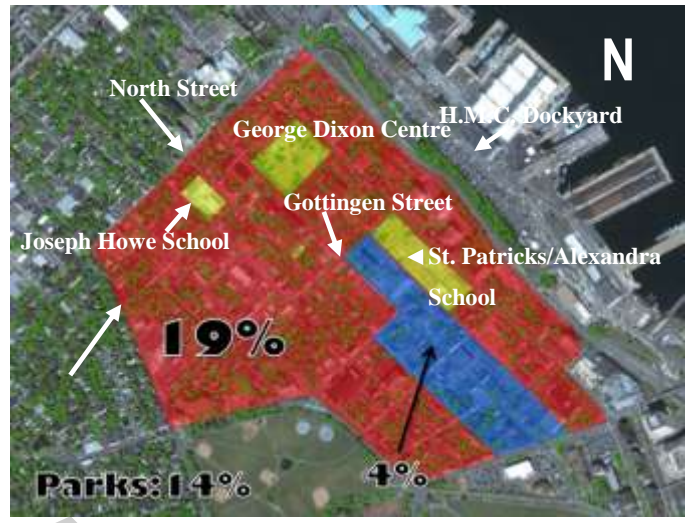 N
North Street
H.M.C. Dockyard
George Dixon Centre
Gottingen Street
Joseph Howe School
St. Patricks/Alexandra
School
19%
4%
Parks:14%